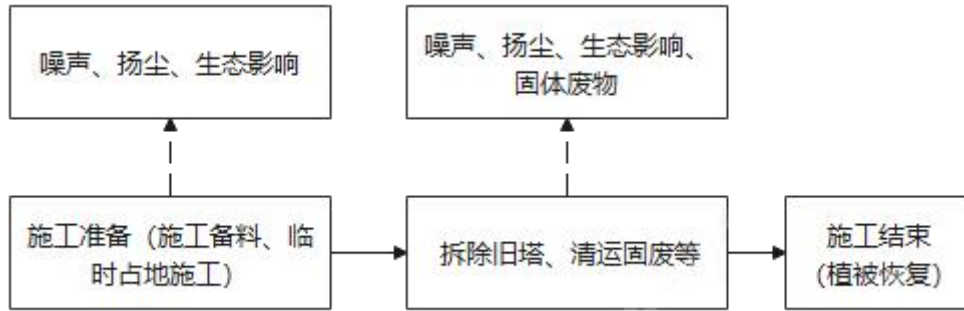 噪声、扬尘、生态影响
噪声、扬尘、生态影响、
固体废物
施工准备（施工备料、临
时占地施工）
拆除旧塔、清运固废等
施工结束
(植被恢复)